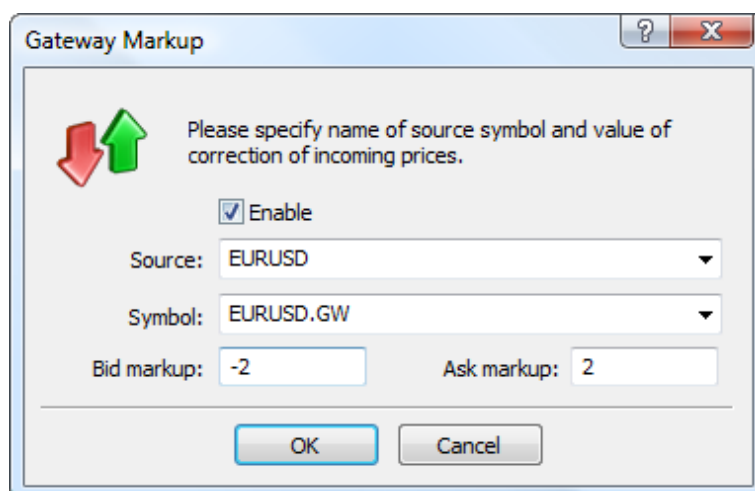 Gateway Markup
Please specify name of source symbol and value of
correction of incoming prices.
Enable
Source: EURUSD
Symbol: EURUSD.GW
Bid markup: -2 Ask markup: 2
OK Cancel